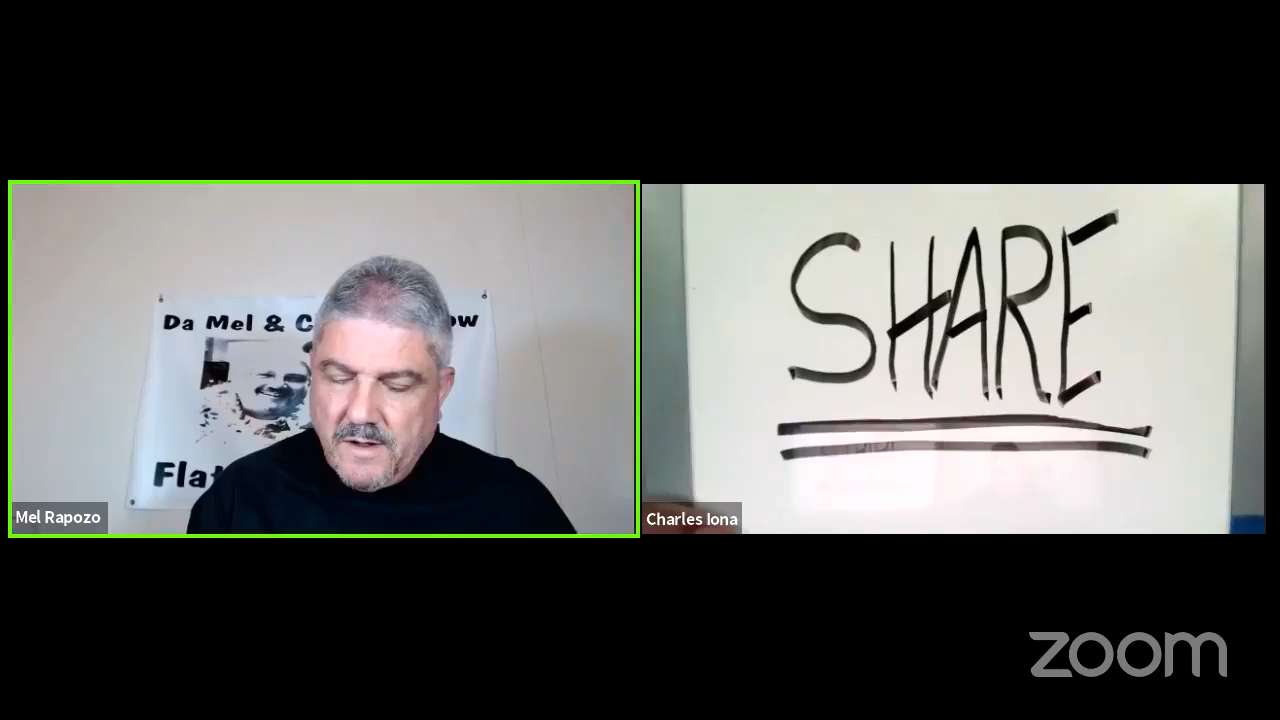 Da Mel & C
ow
Flat
Mel Rapozo
SHARE
Charles Iona
zoom